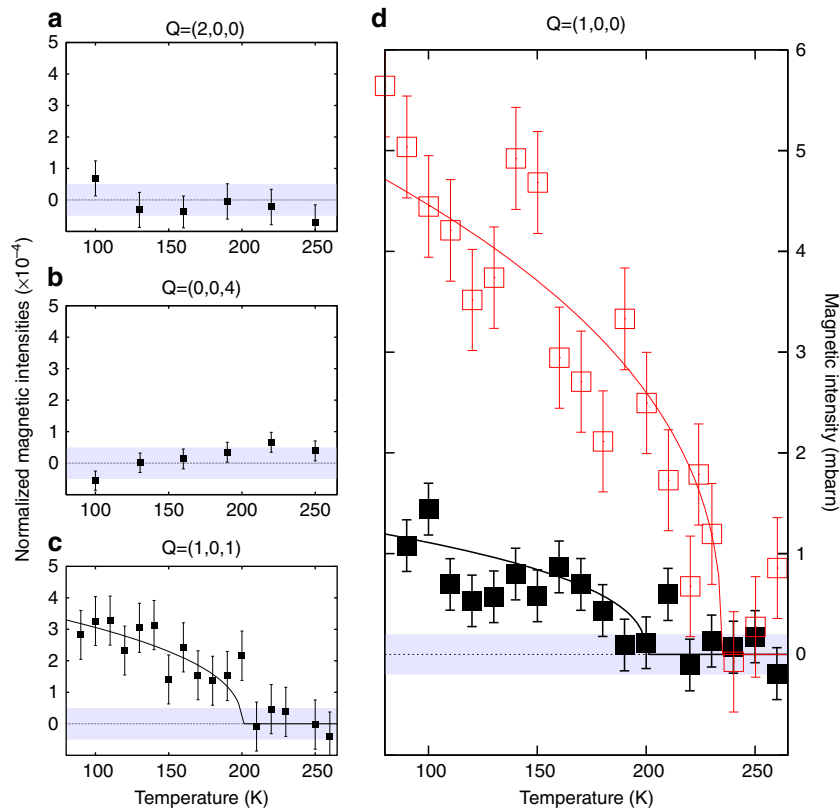 a
Q=(2,0,0)
5
4
3
2
1
0
100 150 200 250
b
Q=(0,0,4)
5
4
3
2
1
0
100 150 200 250
c
Q=(1,0,1)
5
4
3
2
1
0
100 150 200 250
Temperature (K)
Normalized magnetic intensities (×10⁻⁴)
d
Q=(1,0,0)
6
5
4
3
2
1
0
100 150 200 250
Temperature (K)
Magnetic intensity (mbarn)